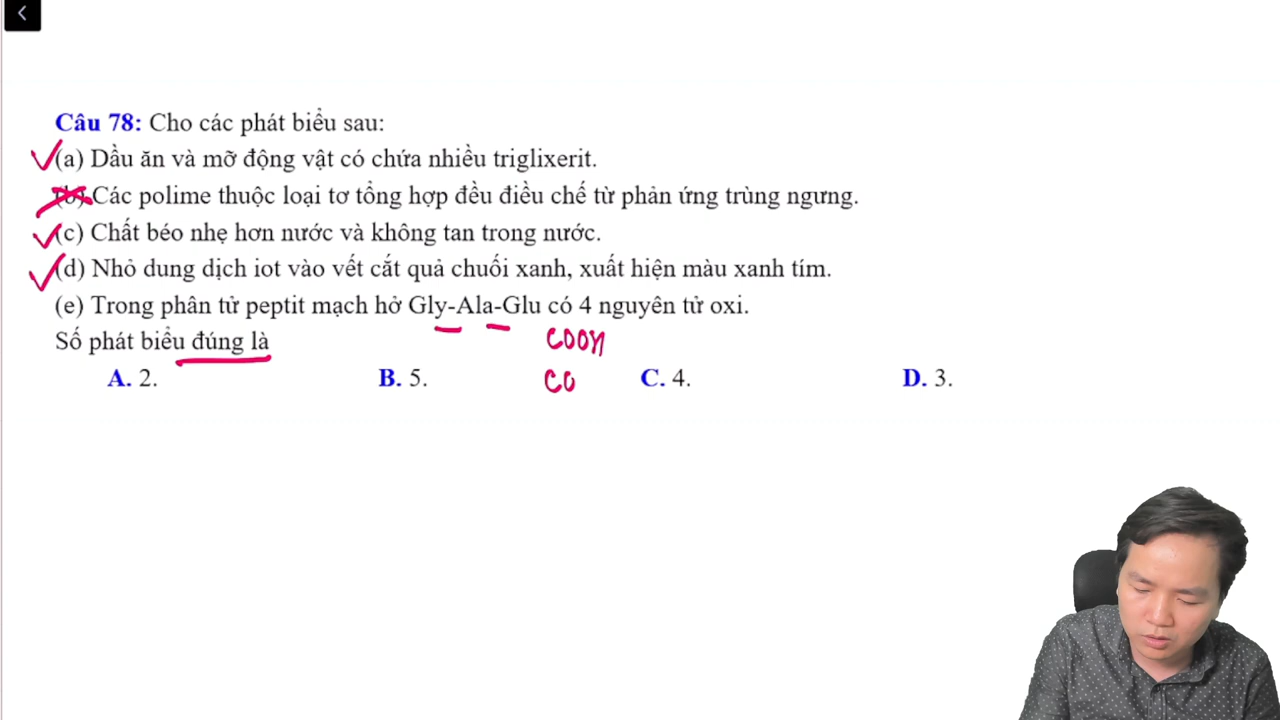 Câu 78: Cho các phát biểu sau:
(a) Dầu ăn và mỡ động vật có chứa nhiều triglixerit.
(b) Các polime thuộc loại tơ tổng hợp đều điều chế từ phản ứng trùng ngưng.
(c) Chất béo nhẹ hơn nước và không tan trong nước.
(d) Nhỏ dung dịch iot vào vết cắt quả chuối xanh, xuất hiện màu xanh tím.
(e) Trong phân tử peptit mạch hở Gly-Ala-Glu có 4 nguyên tử oxi.
Số phát biểu đúng là
COOH
A. 2. B. 5. CO C. 4. D. 3.